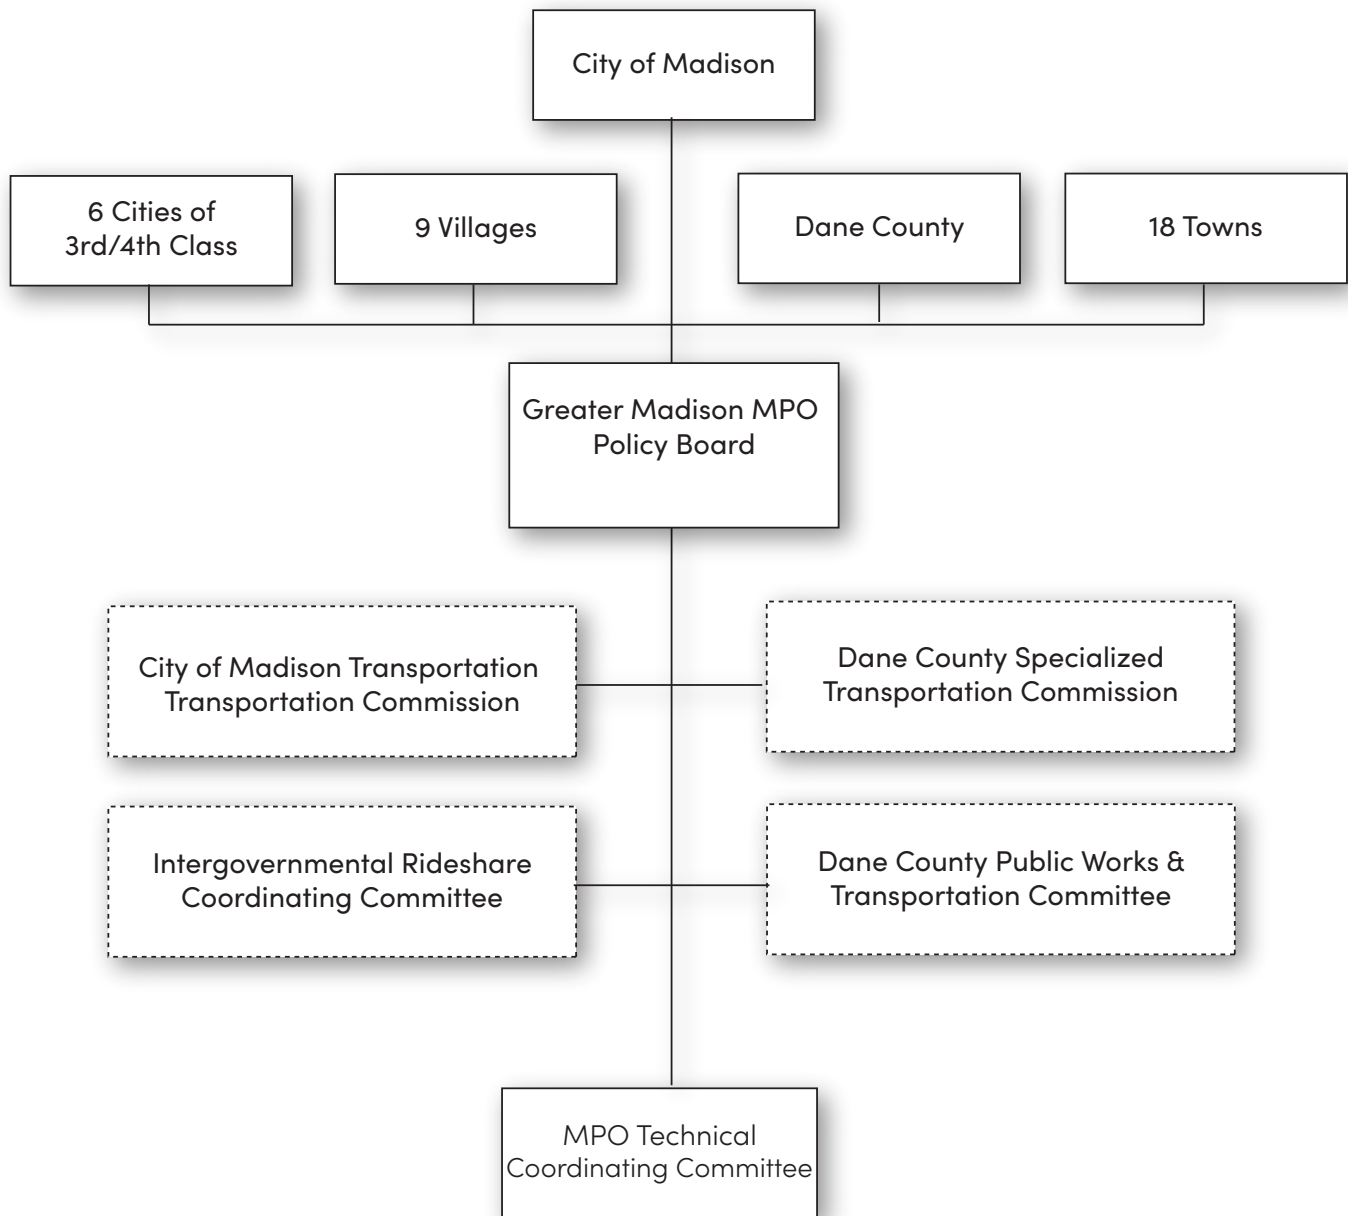 City of Madison
6 Cities of
3rd/4th Class
9 Villages
Dane County
18 Towns
Greater Madison MPO
Policy Board
City of Madison Transportation
Transportation Commission
Dane County Specialized
Transportation Commission
Intergovernmental Rideshare
Coordinating Committee
Dane County Public Works &
Transportation Committee
MPO Technical
Coordinating Committee